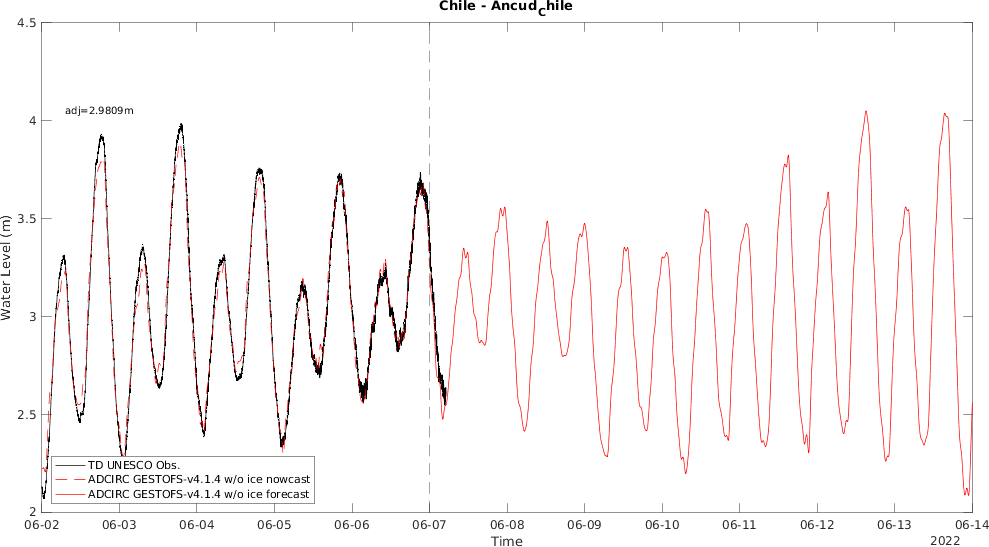 Chile - Ancud_Chile
4.5
adj=2.9809m
4
3.5
Water Level (m)
3
2.5
TD UNESCO Obs.
ADCIRC GESTOFS-v4.1.4 w/o ice nowcast
ADCIRC GESTOFS-v4.1.4 w/o ice forecast
2
06-02 06-03 06-04 06-05 06-06 06-07 06-08 06-09 06-10 06-11 06-12 06-13 06-14
Time
2022